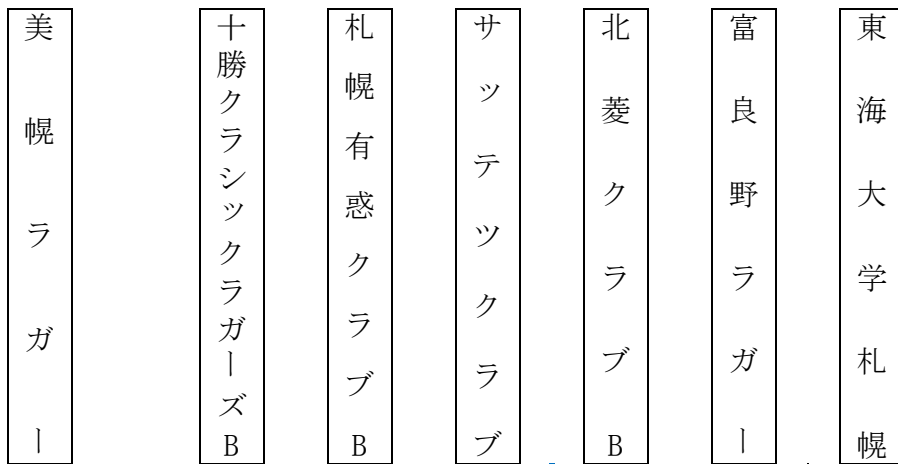 東海大学札幌
富良野ラガー
北菱クラブB
サッテツクラブ
札幌有惑クラブB
十勝クラシックラガーズB
美幌ラガー